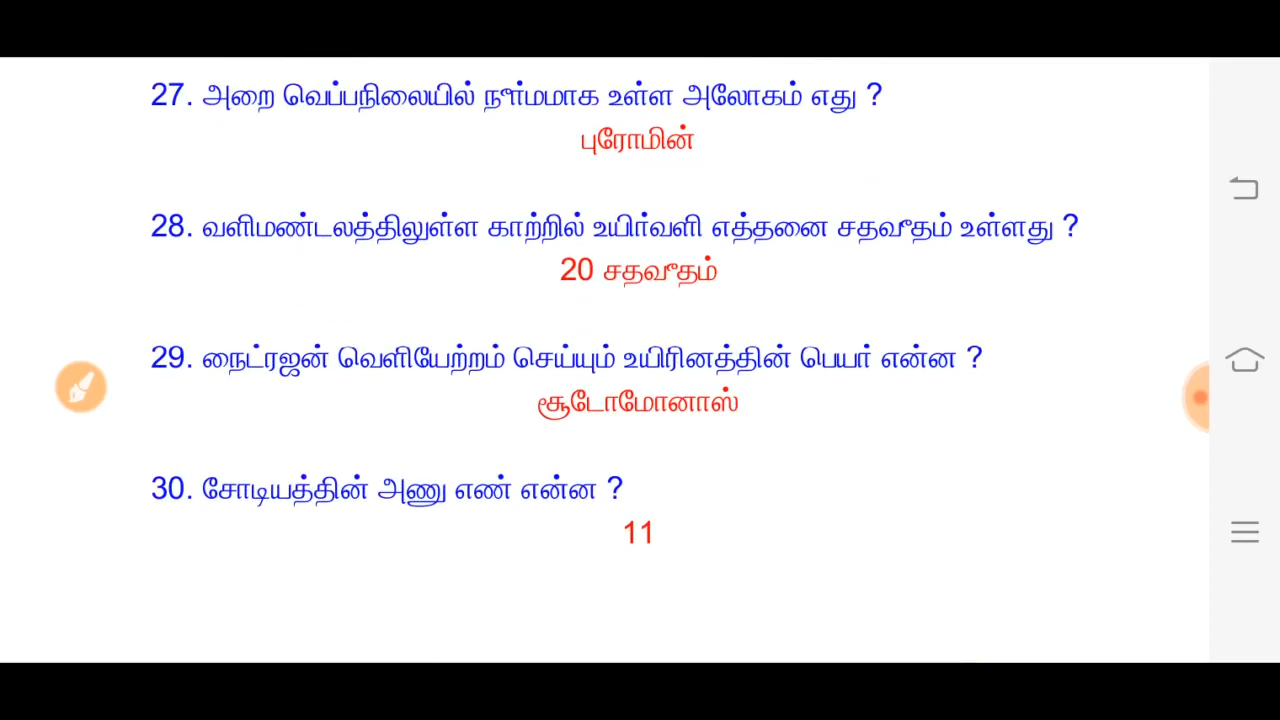 27. அறை வெப்பநிலையில் நீர்மமாக உள்ள அலோகம் எது ?
புரோமின்
28. வளிமண்டலத்திலுள்ள காற்றில் உயிர்வளி எத்தனை சதவீதம் உள்ளது ?
20 சதவீதம்
29. நைட்ரஜன் வெளியேற்றம் செய்யும் உயிரினத்தின் பெயர் என்ன ?
சூடோமோனாஸ்
30. சோடியத்தின் அணு எண் என்ன ?
11